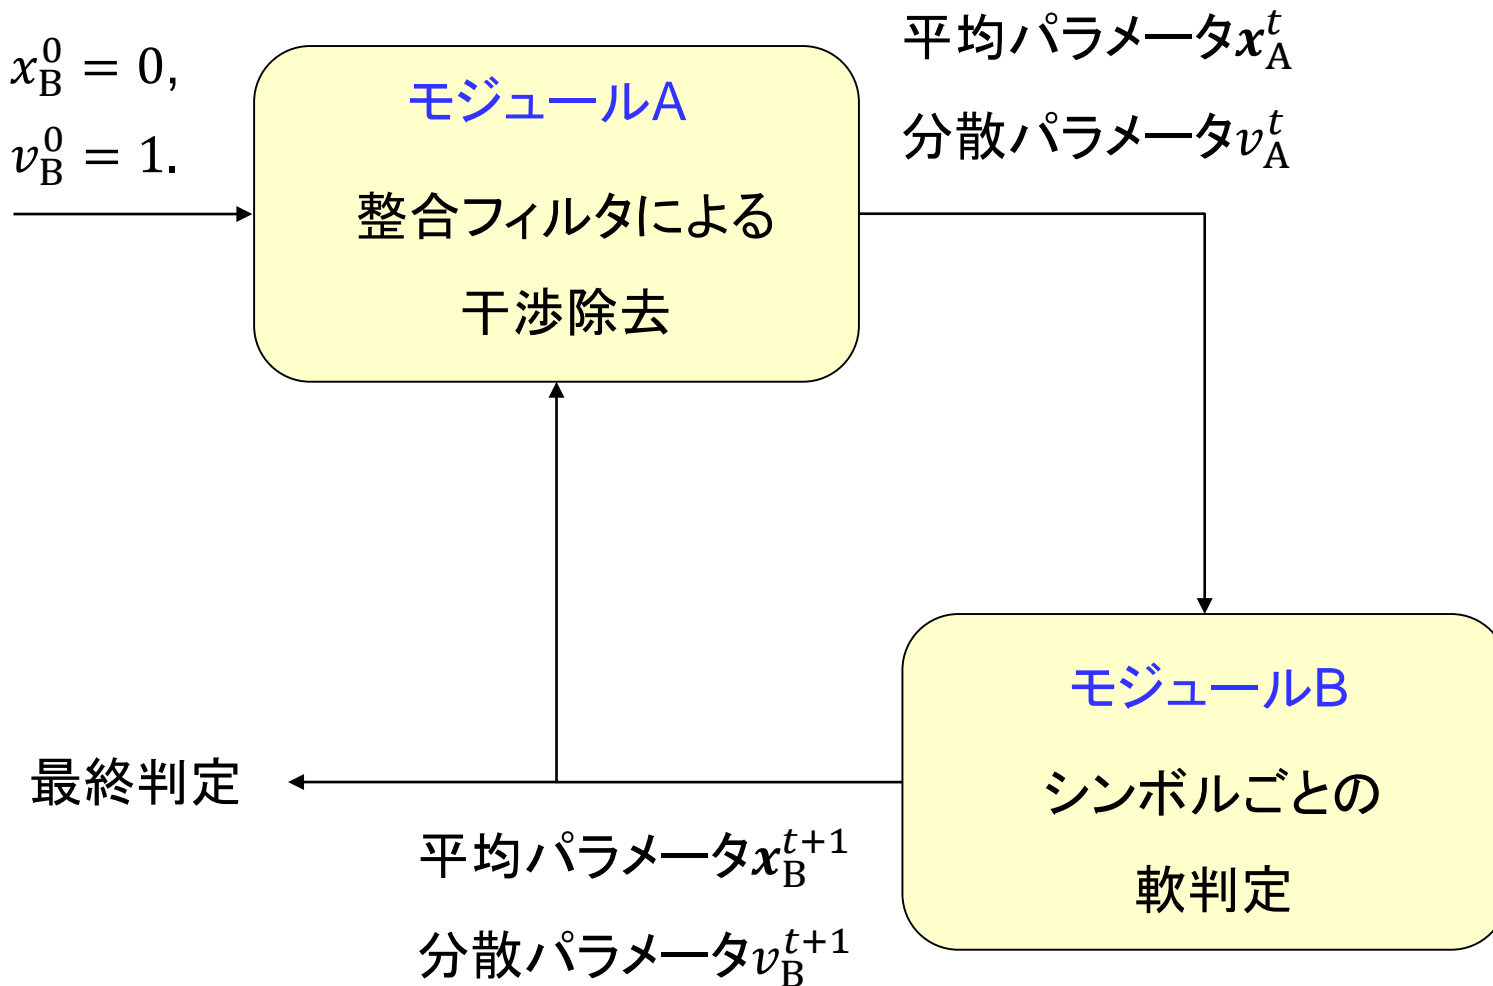 x_B^0 = 0,
v_B^0 = 1.
モジュールA
整合フィルタによる
干渉除去
平均パラメータx_A^t
分散パラメータv_A^t
モジュールB
シンボルごとの
軟判定
最終判定
平均パラメータx_B^{t+1}
分散パラメータv_B^{t+1}